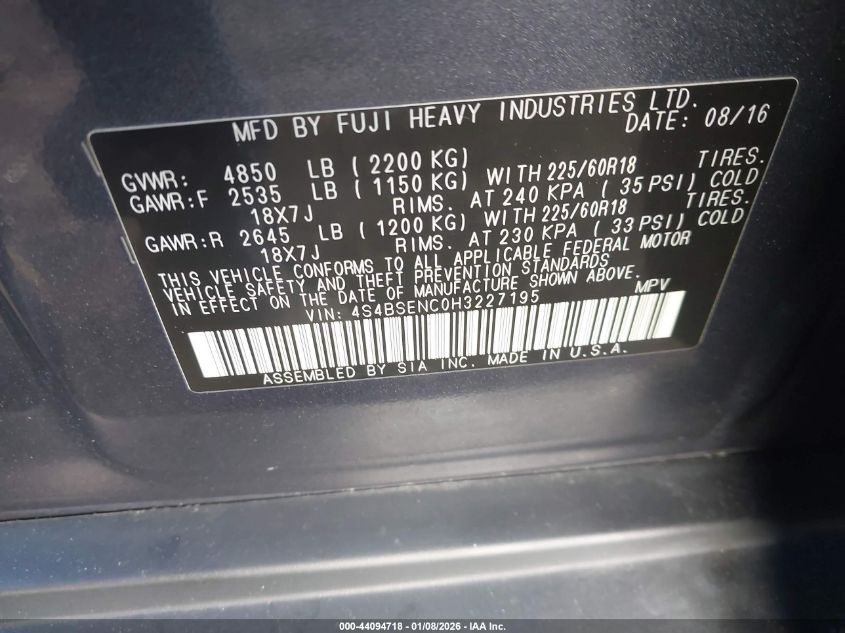 MFD BY FUJI HEAVY INDUSTRIES LTD.
DATE: 08/16
GVWR: 4850 LB ( 2200 KG)
GAWR:F 2535 LB ( 1150 KG) WITH 225/60R18 TIRES.
18X7J RIMS. AT 240 KPA ( 35 PSI) COLD
GAWR:R 2645 LB ( 1200 KG) WITH 225/60R18 TIRES.
18X7J RIMS. AT 230 KPA ( 33 PSI) COLD
THIS VEHICLE CONFORMS TO ALL APPLICABLE FEDERAL MOTOR
VEHICLE SAFETY AND THEFT PREVENTION STANDARDS
IN EFFECT ON THE DATE OF MANUFACTURE SHOWN ABOVE.
VIN: 4S4BSENC0H3227195 MPV
ASSEMBLED BY SIA INC. MADE IN U.S.A.
000-44094718 - 01/08/2026 - IAA Inc.